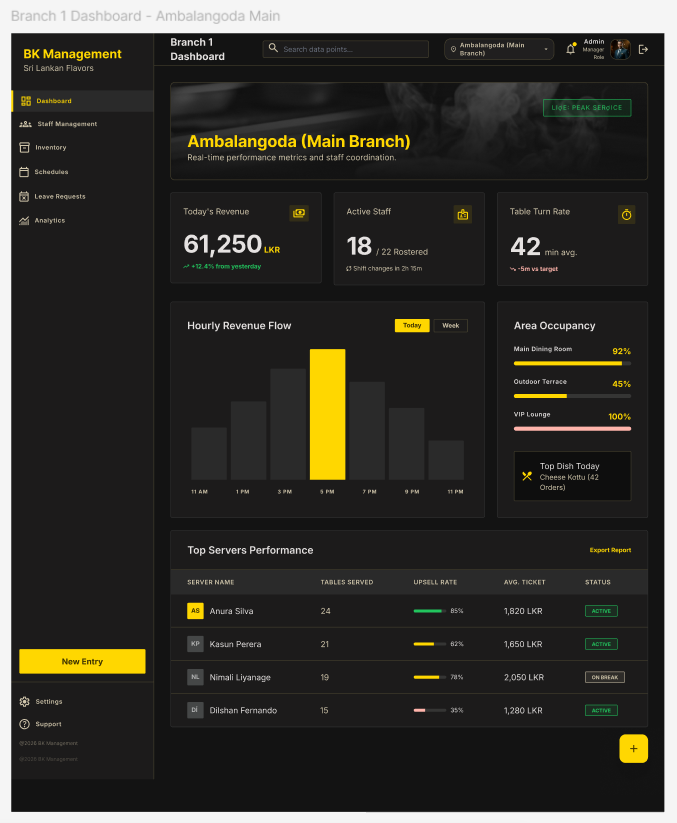 Branch 1 Dashboard - Ambalangoda Main
BK Management
Sri Lankan Flavors
Dashboard
Staff Management
Inventory
Schedules
Leave Requests
Analytics
New Entry
Settings
Support
@2026 BK Management
@2026 BK Management
Branch 1
Dashboard
Search data points...
Ambalangoda (Main
Branch)
Admin
Manager
Role
PEAK
Ambalangoda (Main Branch)
Real-time performance metrics and staff coordination.
Today's Revenue
61,250 LKR
+12.4% from yesterday
Active Staff
18 / 22 Rostered
Shift changes in 2h 15m
Table Turn Rate
42 min avg.
-5m vs target
Hourly Revenue Flow
Today
Week
11 AM 1 PM 3 PM 5 PM 7 PM 9 PM 11 PM
Area Occupancy
Main Dining Room 92%
Outdoor Terrace 45%
VIP Lounge 100%
Top Dish Today
Cheese Kottu (42
Orders)
Top Servers Performance
Export Report
SERVER NAME TABLES SERVED UPSELL RATE AVG. TICKET STATUS
AS Anura Silva 24 85% 1,820 LKR ACTIVE
KP Kasun Perera 21 62% 1,650 LKR ACTIVE
NL Nimali Liyanage 19 78% 2,050 LKR ON BREAK
DI Dilshan Fernando 15 35% 1,280 LKR ACTIVE
+